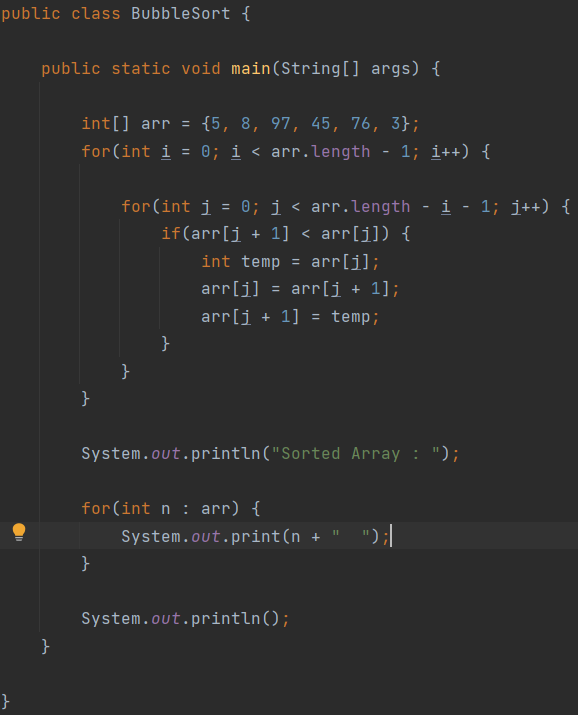 public class BubbleSort {
    public static void main(String[] args) {
        int[] arr = {5, 8, 97, 45, 76, 3};
        for(int i = 0; i < arr.length - 1; i++) {
            for(int j = 0; j < arr.length - i - 1; j++) {
                if(arr[j + 1] < arr[j]) {
                    int temp = arr[j];
                    arr[j] = arr[j + 1];
                    arr[j + 1] = temp;
                }
            }
        }
        System.out.println("Sorted Array : ");
        for(int n : arr) {
            System.out.print(n + "  ");
        }
        System.out.println();
    }
}